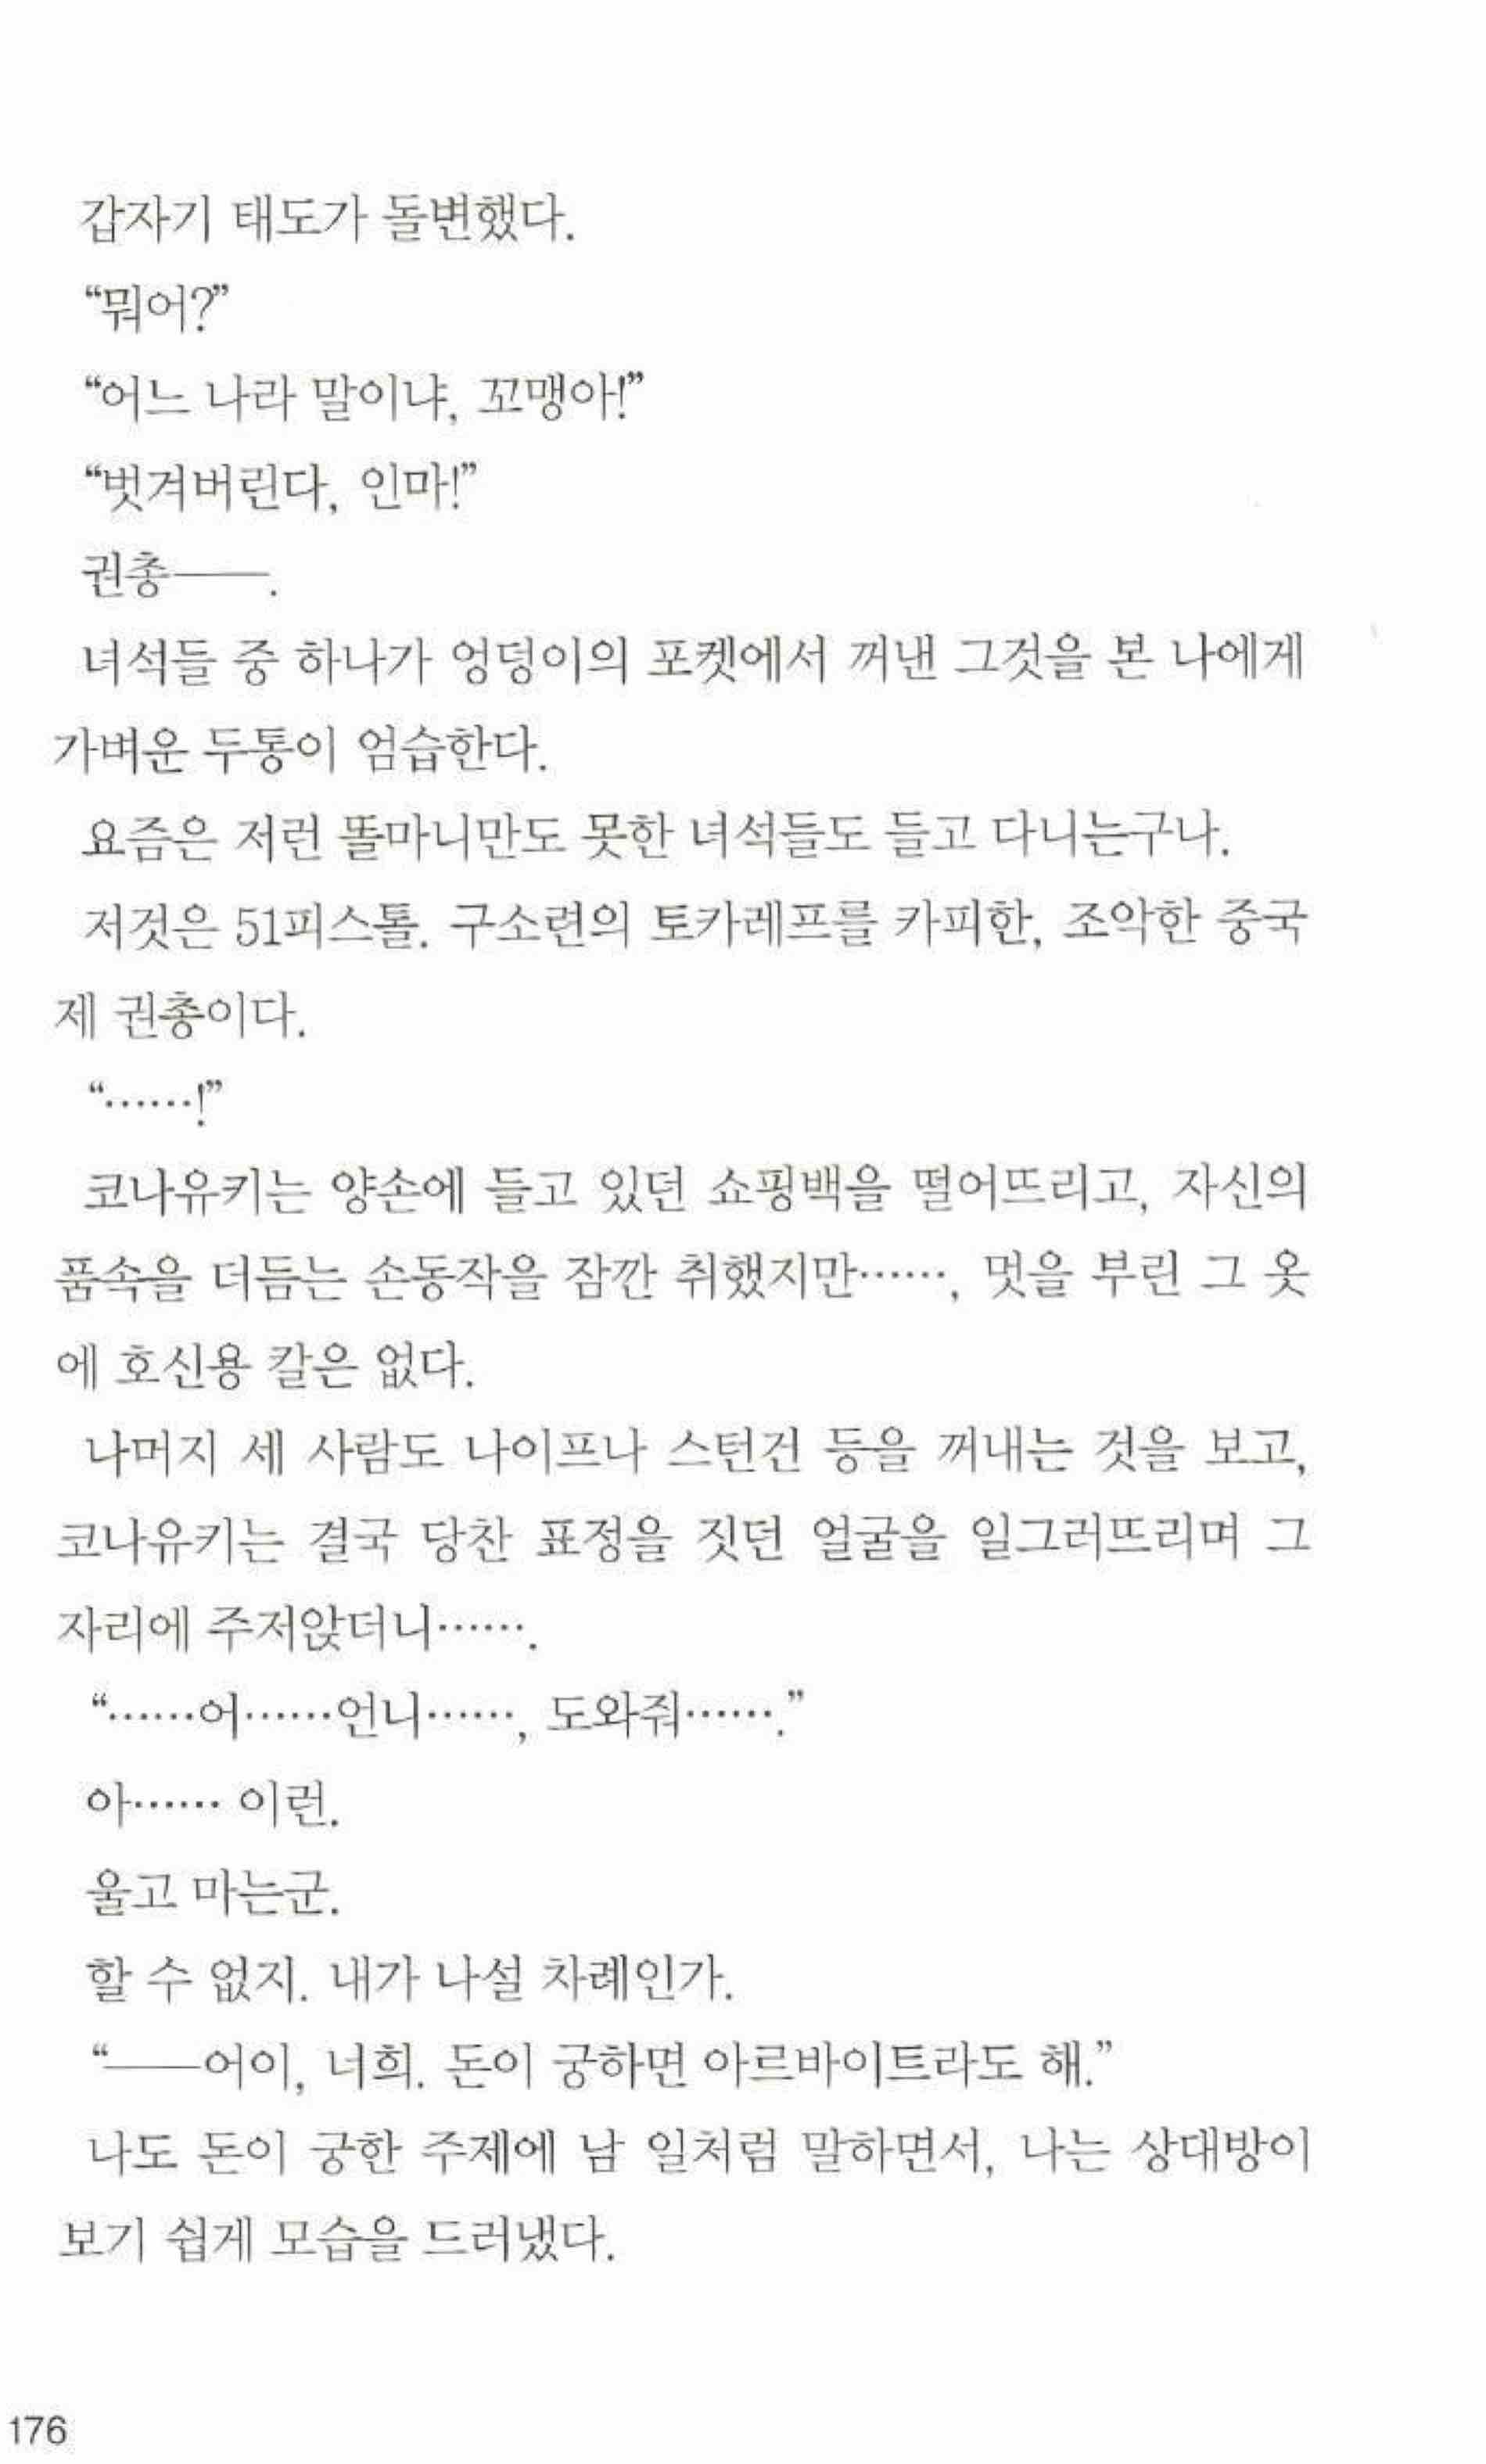 갑자기 태도가 돌변했다.
“뭐어?”
“어느 나라 말이냐, 꼬맹아!”
“벗겨버린다, 인마!”
권총──.
녀석들 중 하나가 엉덩이의 포켓에서 꺼낸 그것을 본 나에게
가벼운 두통이 엄습한다.
요즘은 저런 똘마니만도 못한 녀석들도 들고 다니는구나.
저것은 51피스톨. 구소련의 토카레프를 카피한, 조악한 중국
제 권총이다.
“……!”
코나유키는 양손에 들고 있던 쇼핑백을 떨어뜨리고, 자신의
품속을 더듬는 손동작을 잠깐 취했지만……, 멋을 부린 그 옷
에 호신용 칼은 없다.
나머지 세 사람도 나이프나 스턴건 등을 꺼내는 것을 보고,
코나유키는 결국 당찬 표정을 짓던 얼굴을 일그러뜨리며 그
자리에 주저앉더니…….
“……어……언니……, 도와줘…….”
아…… 이런.
울고 마는군.
할 수 없지. 내가 나설 차례인가.
“──어이, 너희. 돈이 궁하면 아르바이트라도 해.”
나도 돈이 궁한 주제에 남 일처럼 말하면서, 나는 상대방이
보기 쉽게 모습을 드러냈다.
176